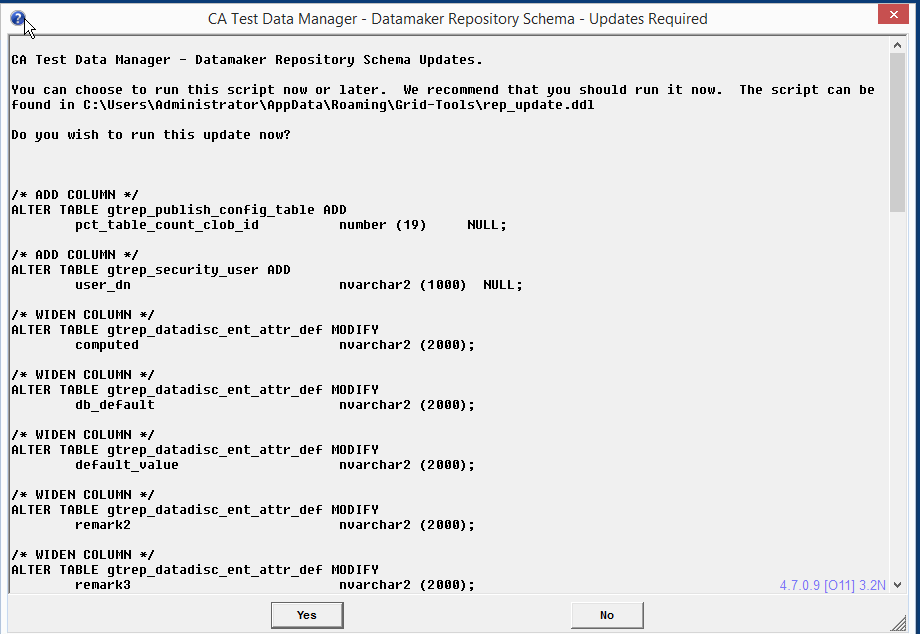 CA Test Data Manager - Datamaker Repository Schema - Updates Required
CA Test Data Manager - Datamaker Repository Schema Updates.
You can choose to run this script now or later.  We recommend that you should run it now.  The script can be
found in C:\Users\Administrator\AppData\Roaming\Grid-Tools\rep_update.ddl
Do you wish to run this update now?
/* ADD COLUMN */
ALTER TABLE gtrep_publish_config_table ADD
pct_table_count_clob_id number (19) NULL;
/* ADD COLUMN */
ALTER TABLE gtrep_security_user ADD
user_dn nvarchar2 (1000) NULL;
/* WIDEN COLUMN */
ALTER TABLE gtrep_datadisc_ent_attr_def MODIFY
computed nvarchar2 (2000);
/* WIDEN COLUMN */
ALTER TABLE gtrep_datadisc_ent_attr_def MODIFY
db_default nvarchar2 (2000);
/* WIDEN COLUMN */
ALTER TABLE gtrep_datadisc_ent_attr_def MODIFY
default_value nvarchar2 (2000);
/* WIDEN COLUMN */
ALTER TABLE gtrep_datadisc_ent_attr_def MODIFY
remark2 nvarchar2 (2000);
/* WIDEN COLUMN */
ALTER TABLE gtrep_datadisc_ent_attr_def MODIFY
remark3 nvarchar2 (2000);
4.7.0.9 [O11] 3.2N
Yes No